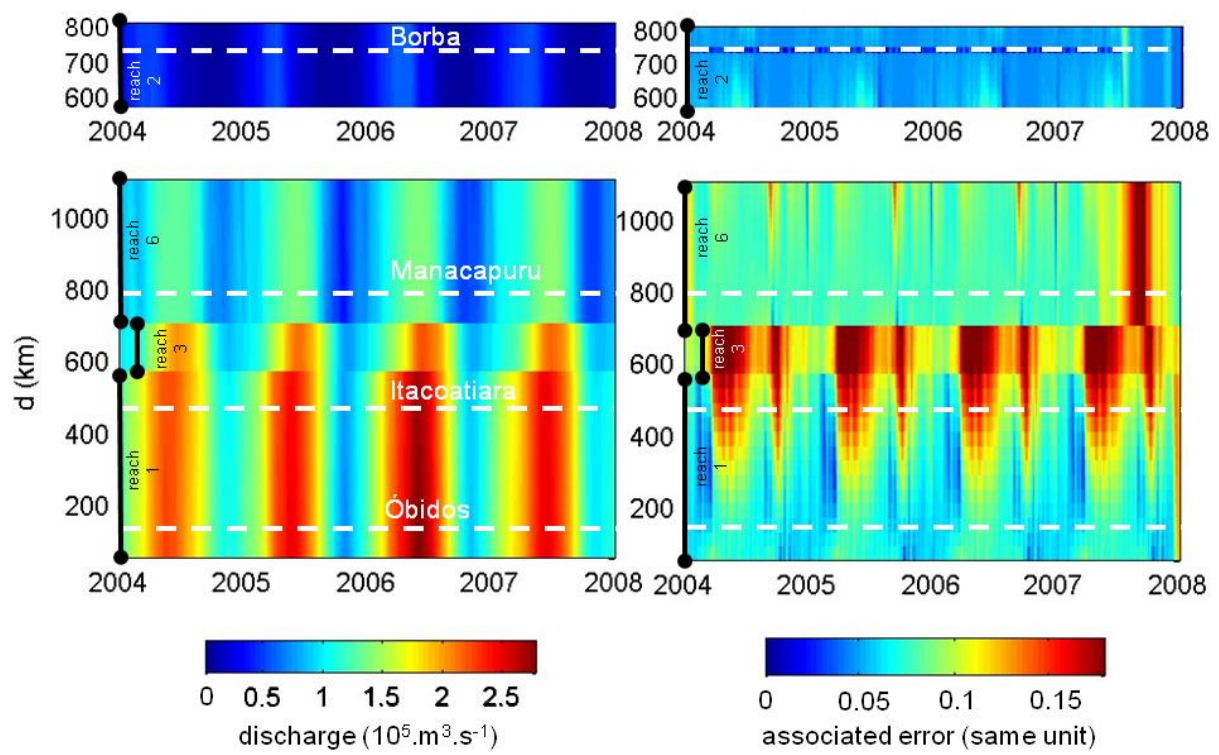 800
700
600
reach
2
Borba
2004
2005
2006
2007
2008
800
700
600
reach
2
2004
2005
2006
2007
2008
d (km)
1000
800
600
400
200
reach
6
reach
3
reach
1
Manacapuru
Itacoatiara
Óbidos
2004
2005
2006
2007
2008
1000
800
600
400
200
reach
6
reach
3
reach
1
2004
2005
2006
2007
2008
0 0.5 1 1.5 2 2.5
discharge (10⁵.m³.s⁻¹)
0 0.05 0.1 0.15
associated error (same unit)